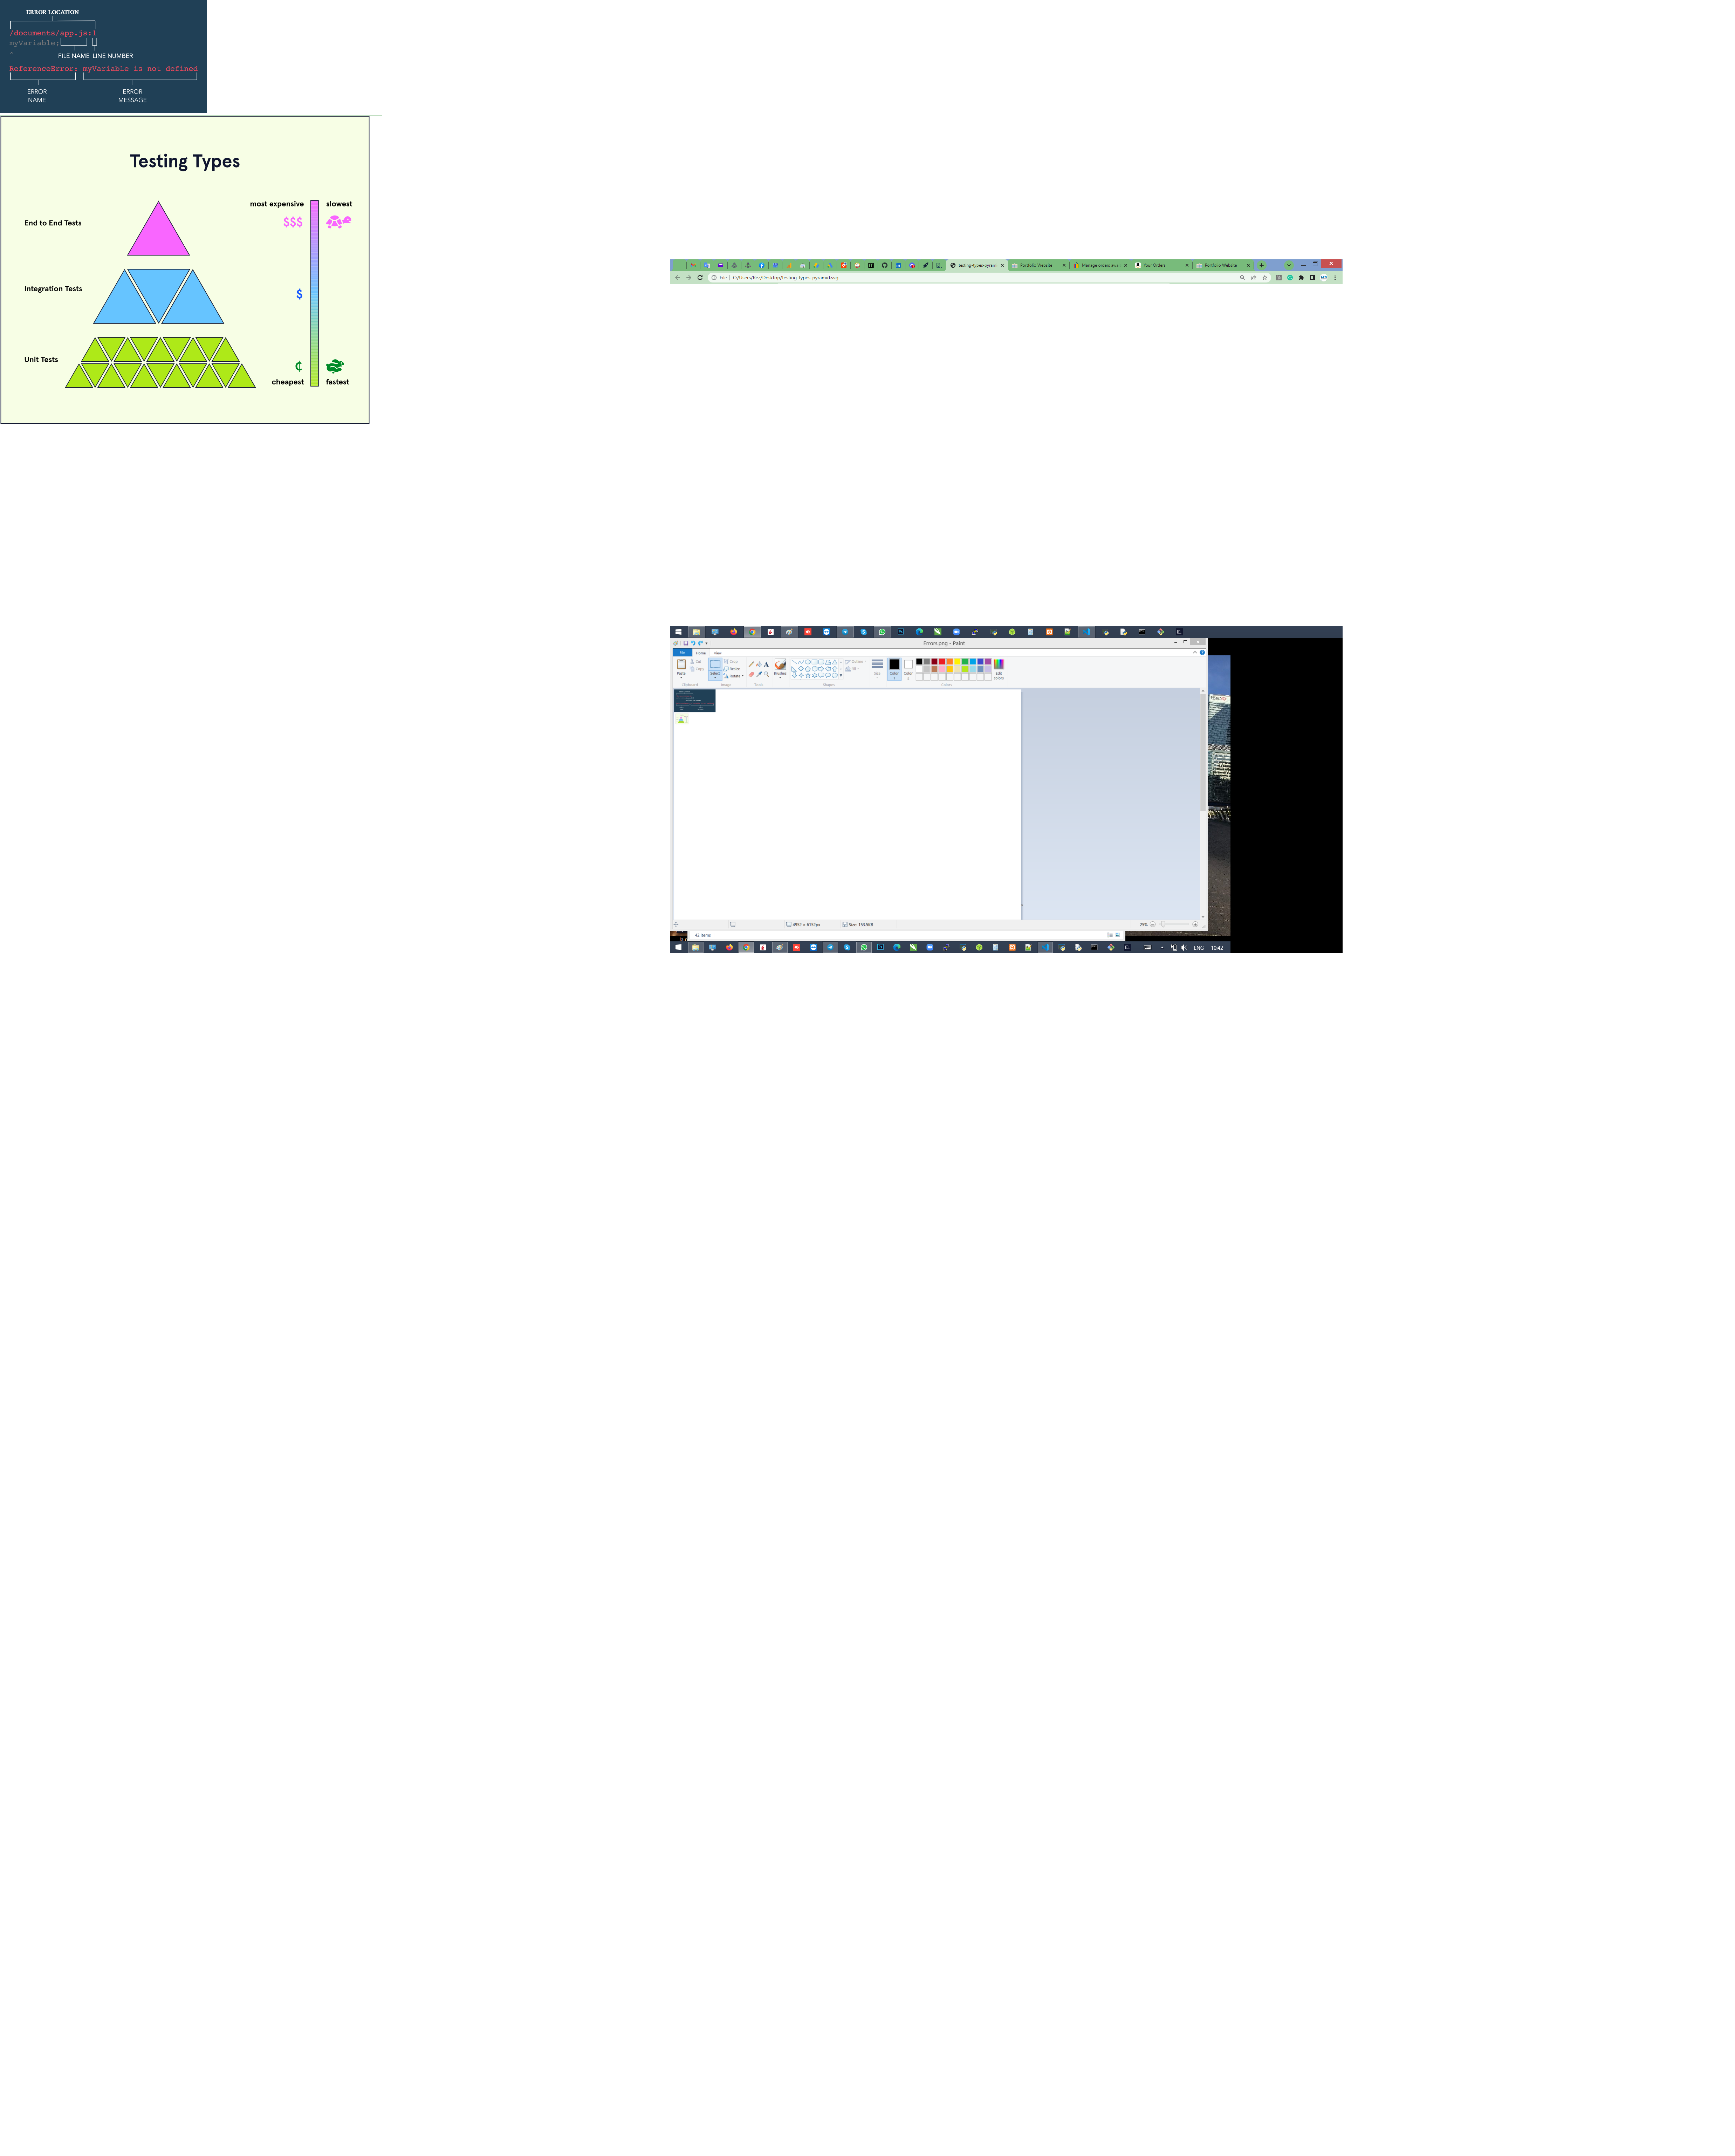 ERROR LOCATION
/documents/app.js:1
myVariable;
FILE NAME LINE NUMBER
ReferenceError: myVariable is not defined
ERROR NAME
ERROR MESSAGE
Testing Types
most expensive slowest
End to End Tests $$$
Integration Tests $
Unit Tests ¢
cheapest fastest
testing-types-pyram
Portfolio Website
Manage orders
Your Orders
Portfolio Website
File C:/Users/Rez/Desktop/testing-types-pyramid.svg
Errors.png - Paint
File Home View
Paste
Select
Cut
Copy
Crop
Resize
Rotate
Brushes
Outline
Fill
Size
Color 1
Color 2
Edit colors
Clipboard Image Tools Shapes Colors
4952 × 6152px Size: 153.5KB 25%
42 items
ENG 10:42